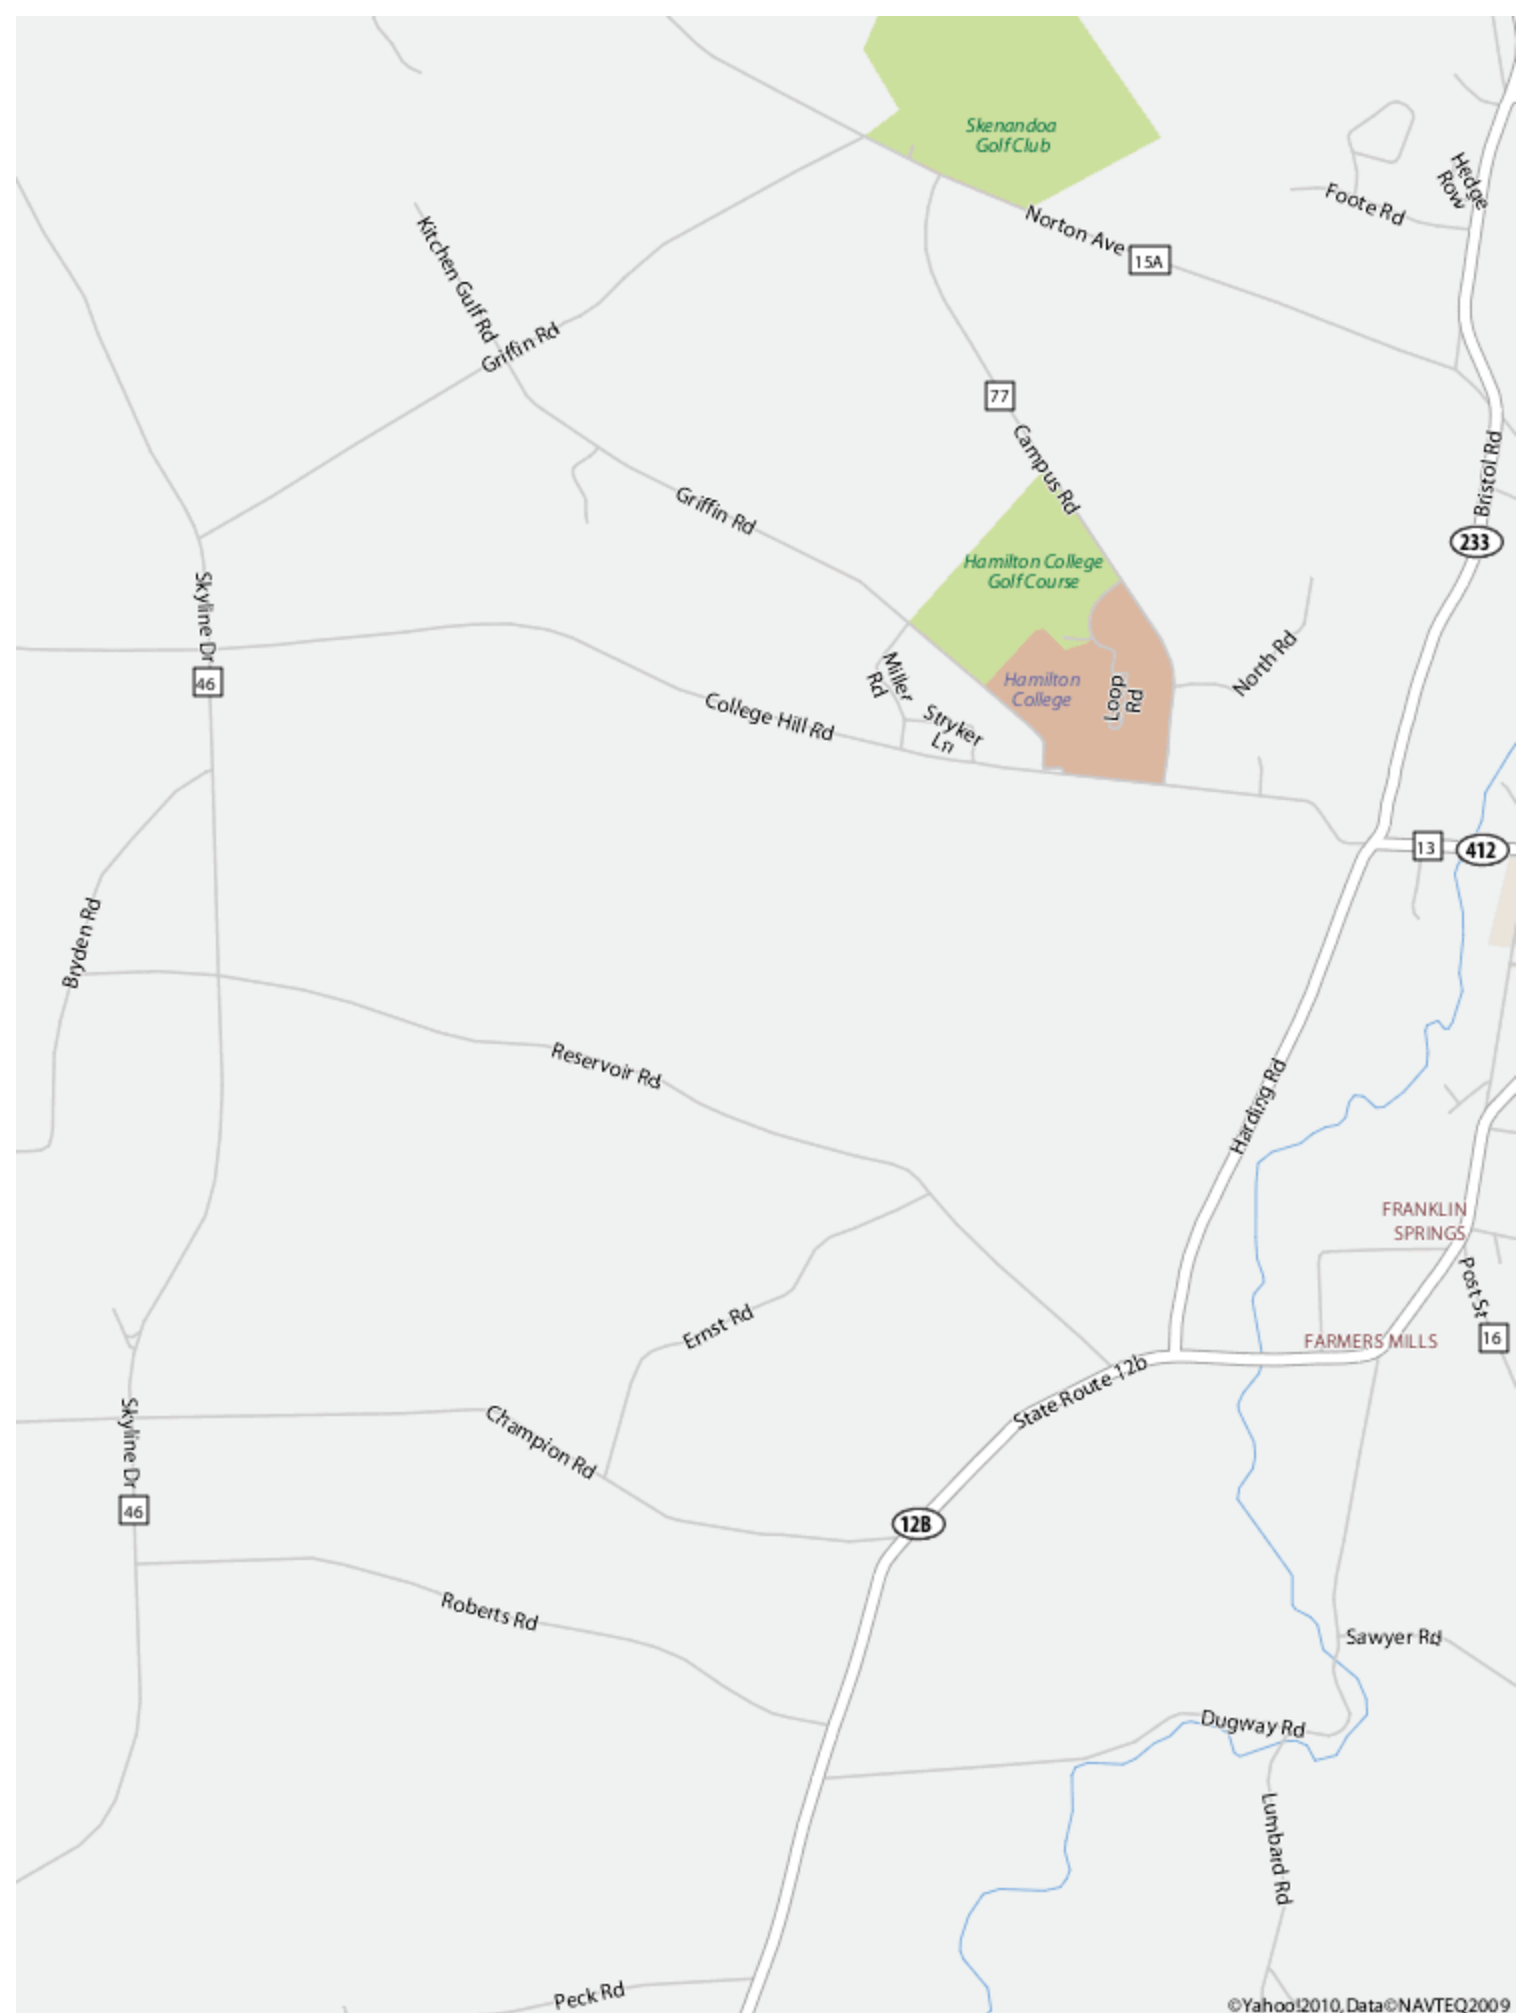 Skenandoa
Golf Club
Hedge
Row
Foote Rd
Norton Ave
15A
Kitchen Gulf Rd
Griffin Rd
77
Campus Rd
Bristol Rd
Griffin Rd
233
Hamilton College
Golf Course
Skyline Dr
46
Miller
Rd
Hamilton
College
Loop
Rd
North Rd
College Hill Rd
Stryker
Ln
13
412
Bryden Rd
Reservoir Rd
Harding Rd
FRANKLIN
SPRINGS
Post St
16
Ernst Rd
FARMERS MILLS
State Route 12b
Skyline Dr
46
Champion Rd
12B
Roberts Rd
Sawyer Rd
Dugway Rd
Lumbard Rd
Peck Rd
©Yahoo!2010, Data©NAVTEQ2009